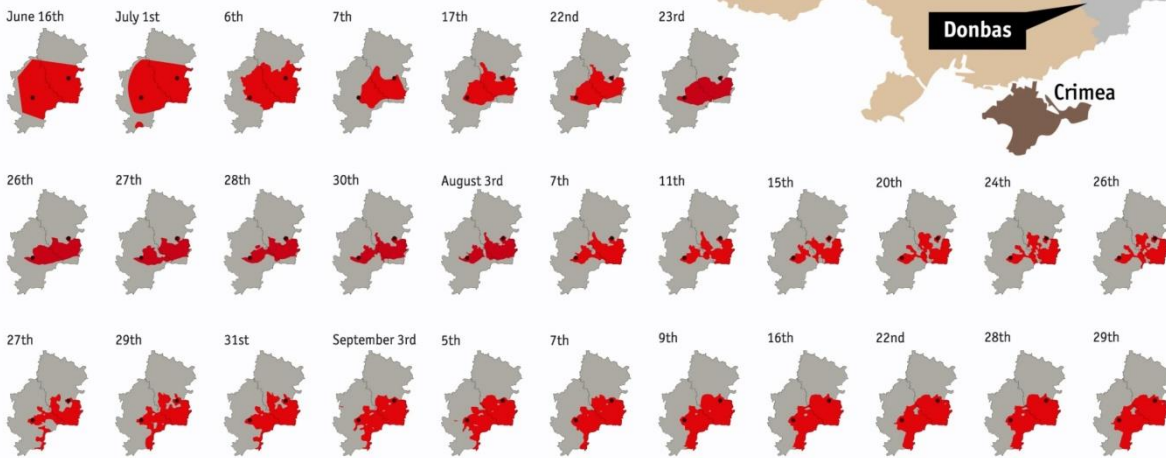 June 16th
July 1st
6th
7th
17th
22nd
23rd
Donbas
Crimea
26th
27th
28th
30th
August 3rd
7th
11th
15th
20th
24th
26th
27th
29th
31st
September 3rd
5th
7th
9th
16th
22nd
28th
29th